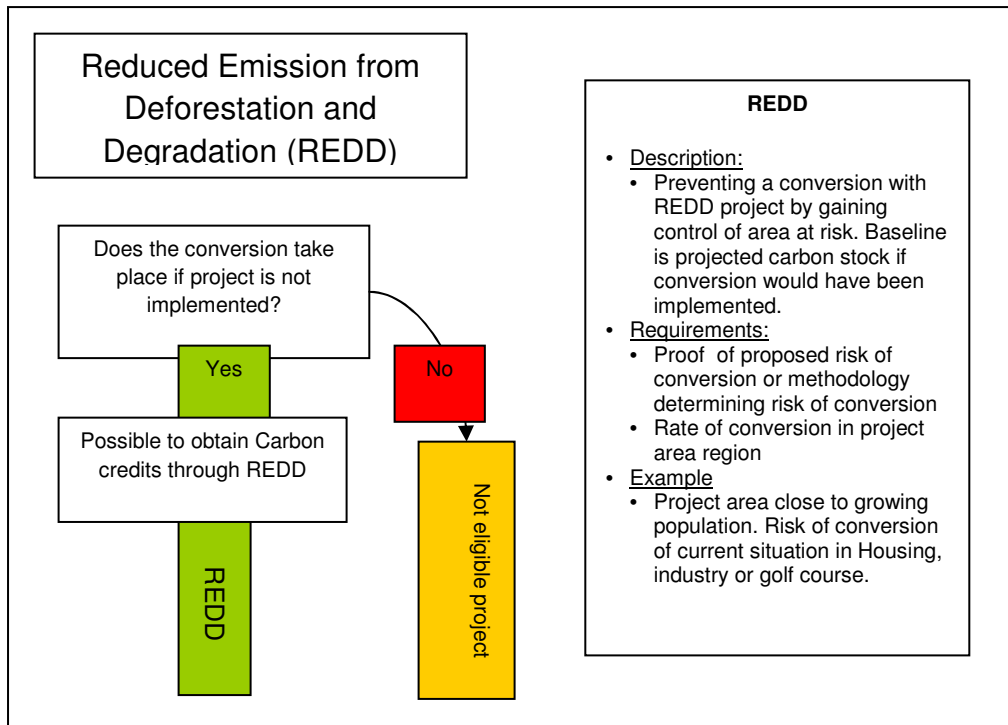 Reduced Emission from
Deforestation and
Degradation (REDD)
Does the conversion take
place if project is not
implemented?
Yes
No
Possible to obtain Carbon
credits through REDD
REDD
Not eligible project
REDD
• Description:
• Preventing a conversion with
REDD project by gaining
control of area at risk. Baseline
is projected carbon stock if
conversion would have been
implemented.
• Requirements:
• Proof of proposed risk of
conversion or methodology
determining risk of conversion
• Rate of conversion in project
area region
• Example
• Project area close to growing
population. Risk of conversion
of current situation in Housing,
industry or golf course.